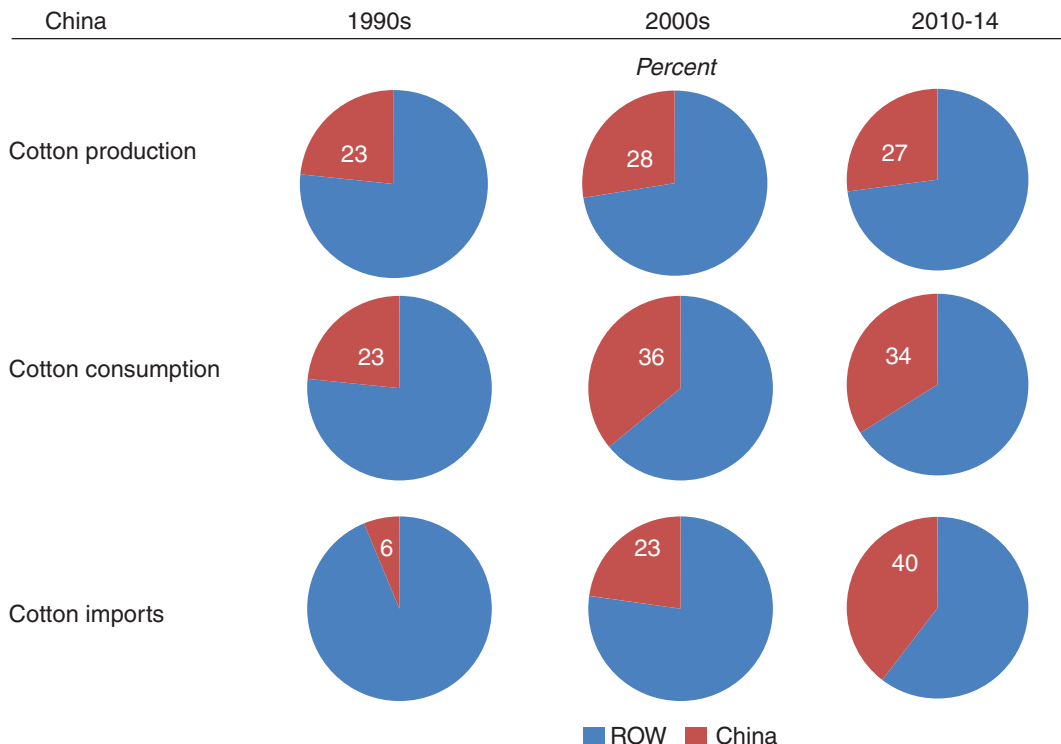 China 1990s 2000s 2010-14
Percent
Cotton production 23 28 27
Cotton consumption 23 36 34
Cotton imports 6 23 40
ROW China